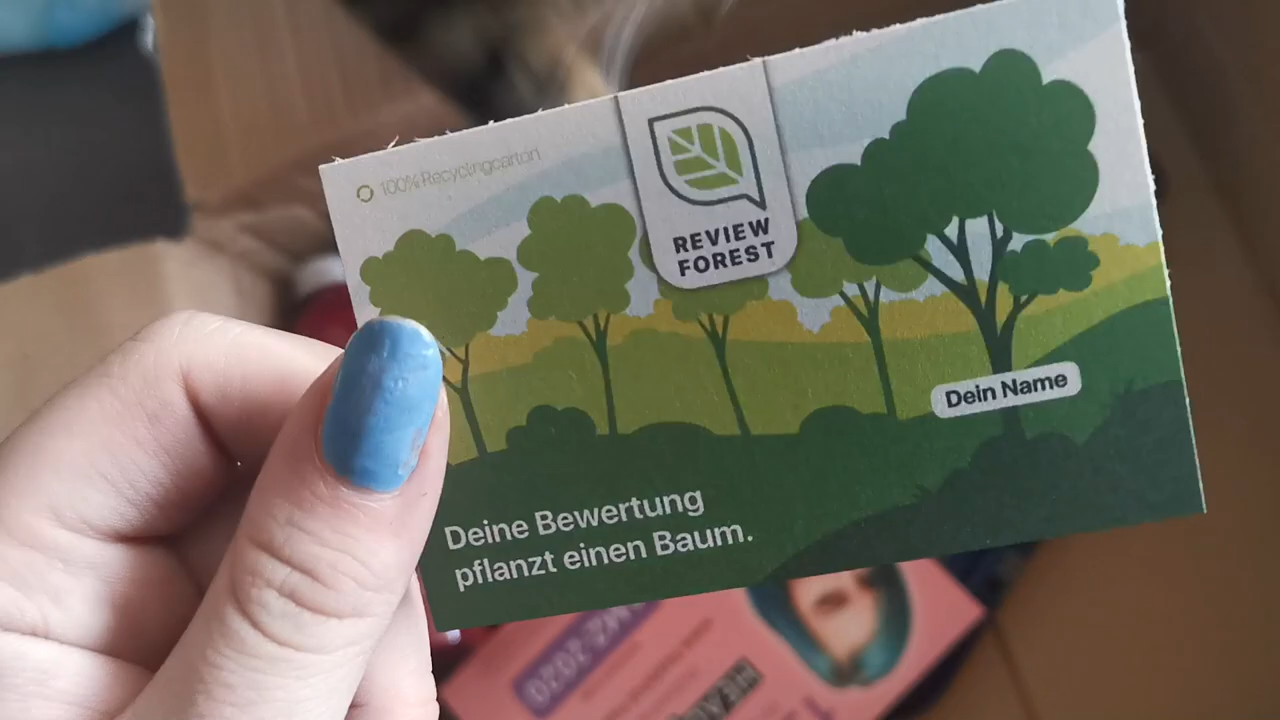 100% Recyclingcarton
REVIEW
FOREST
Dein Name
Deine Bewertung
pflanzt einen Baum.